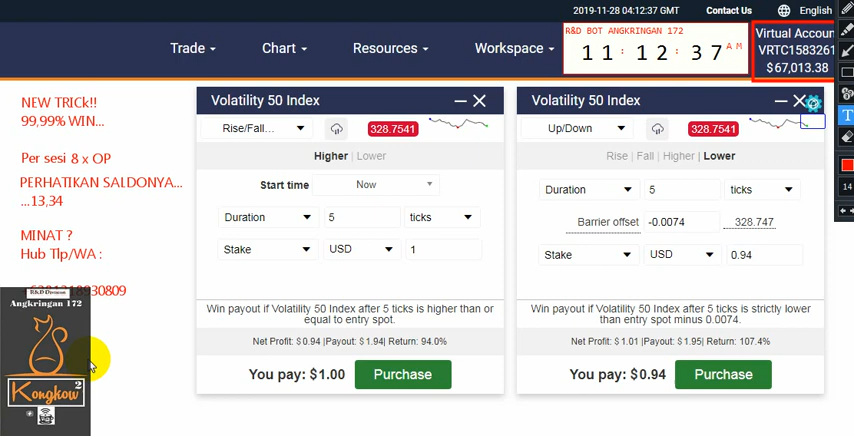 2019-11-28 04:12:37 GMT
Contact Us
English
Trade
Chart
Resources
Workspace
R&D BOT ANGKRINGAN 172
11:12:37 AM
Virtual Accoun
VRTC1583261
$67,013.38
NEW TRICk!!
99,99% WIN...
Per sesi 8 x OP
PERHATIKAN SALDONYA...
...13,34
MINAT ?
Hub Tlp/WA :
R&D Division
Angkringan 172
Kongkow 2
Volatility 50 Index
Rise/Fall...
328.7541
Higher | Lower
Start time Now
Duration 5 ticks
Stake USD 1
Win payout if Volatility 50 Index after 5 ticks is higher than or
equal to entry spot.
Net Profit: $0.94 |Payout: $1.94| Return: 94.0%
You pay: $1.00 Purchase
Volatility 50 Index
Up/Down
328.7541
Rise | Fall | Higher | Lower
Duration 5 ticks
Barrier offset -0.0074 328.747
Stake USD 0.94
Win payout if Volatility 50 Index after 5 ticks is strictly lower
than entry spot minus 0.0074.
Net Profit: $1.01 |Payout: $1.95| Return: 107.4%
You pay: $0.94 Purchase
T
14